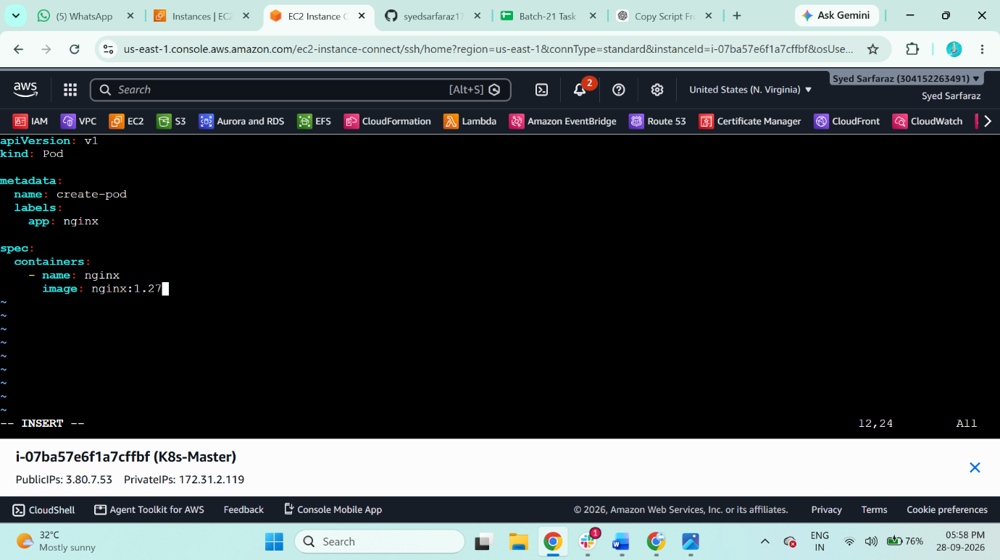 (5) WhatsApp
Instances | EC2
EC2 Instance C
syedsarfaraz17
Batch-21 Task
Copy Script Fro
Ask Gemini
us-east-1.console.aws.amazon.com/ec2-instance-connect/ssh/home?region=us-east-1&connType=standard&instanceId=i-07ba57e6f1a7cffbf&osUse...
aws
Search
[Alt+S]
2
United States (N. Virginia) ▼
Syed Sarfaraz (304152263491) ▼
Syed Sarfaraz
IAM
VPC
EC2
S3
Aurora and RDS
EFS
CloudFormation
Lambda
Amazon EventBridge
Route 53
Certificate Manager
CloudFront
CloudWatch
apiVersion: v1
kind: Pod
metadata:
  name: create-pod
  labels:
    app: nginx
spec:
  containers:
    - name: nginx
      image: nginx:1.27
~
~
~
~
~
~
~
~
~
-- INSERT --
12,24
All
i-07ba57e6f1a7cffbf (K8s-Master)
PublicIPs: 3.80.7.53 PrivateIPs: 172.31.2.119
CloudShell
Agent Toolkit for AWS
Feedback
Console Mobile App
© 2026, Amazon Web Services, Inc. or its affiliates.
Privacy
Terms
Cookie preferences
32°C
Mostly sunny
Search
1
ENG
IN
76%
05:58 PM
28-09-2026